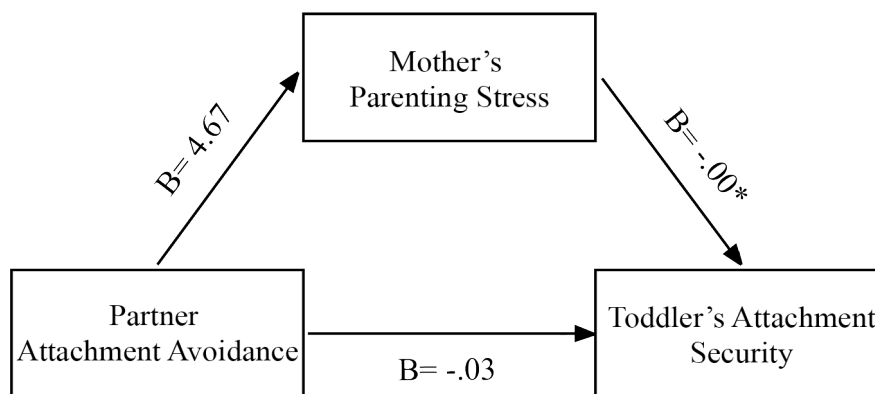 Mother’s
Parenting Stress
B= 4.67
B= -.00*
Partner
Attachment Avoidance
Toddler’s Attachment
Security
B= -.03